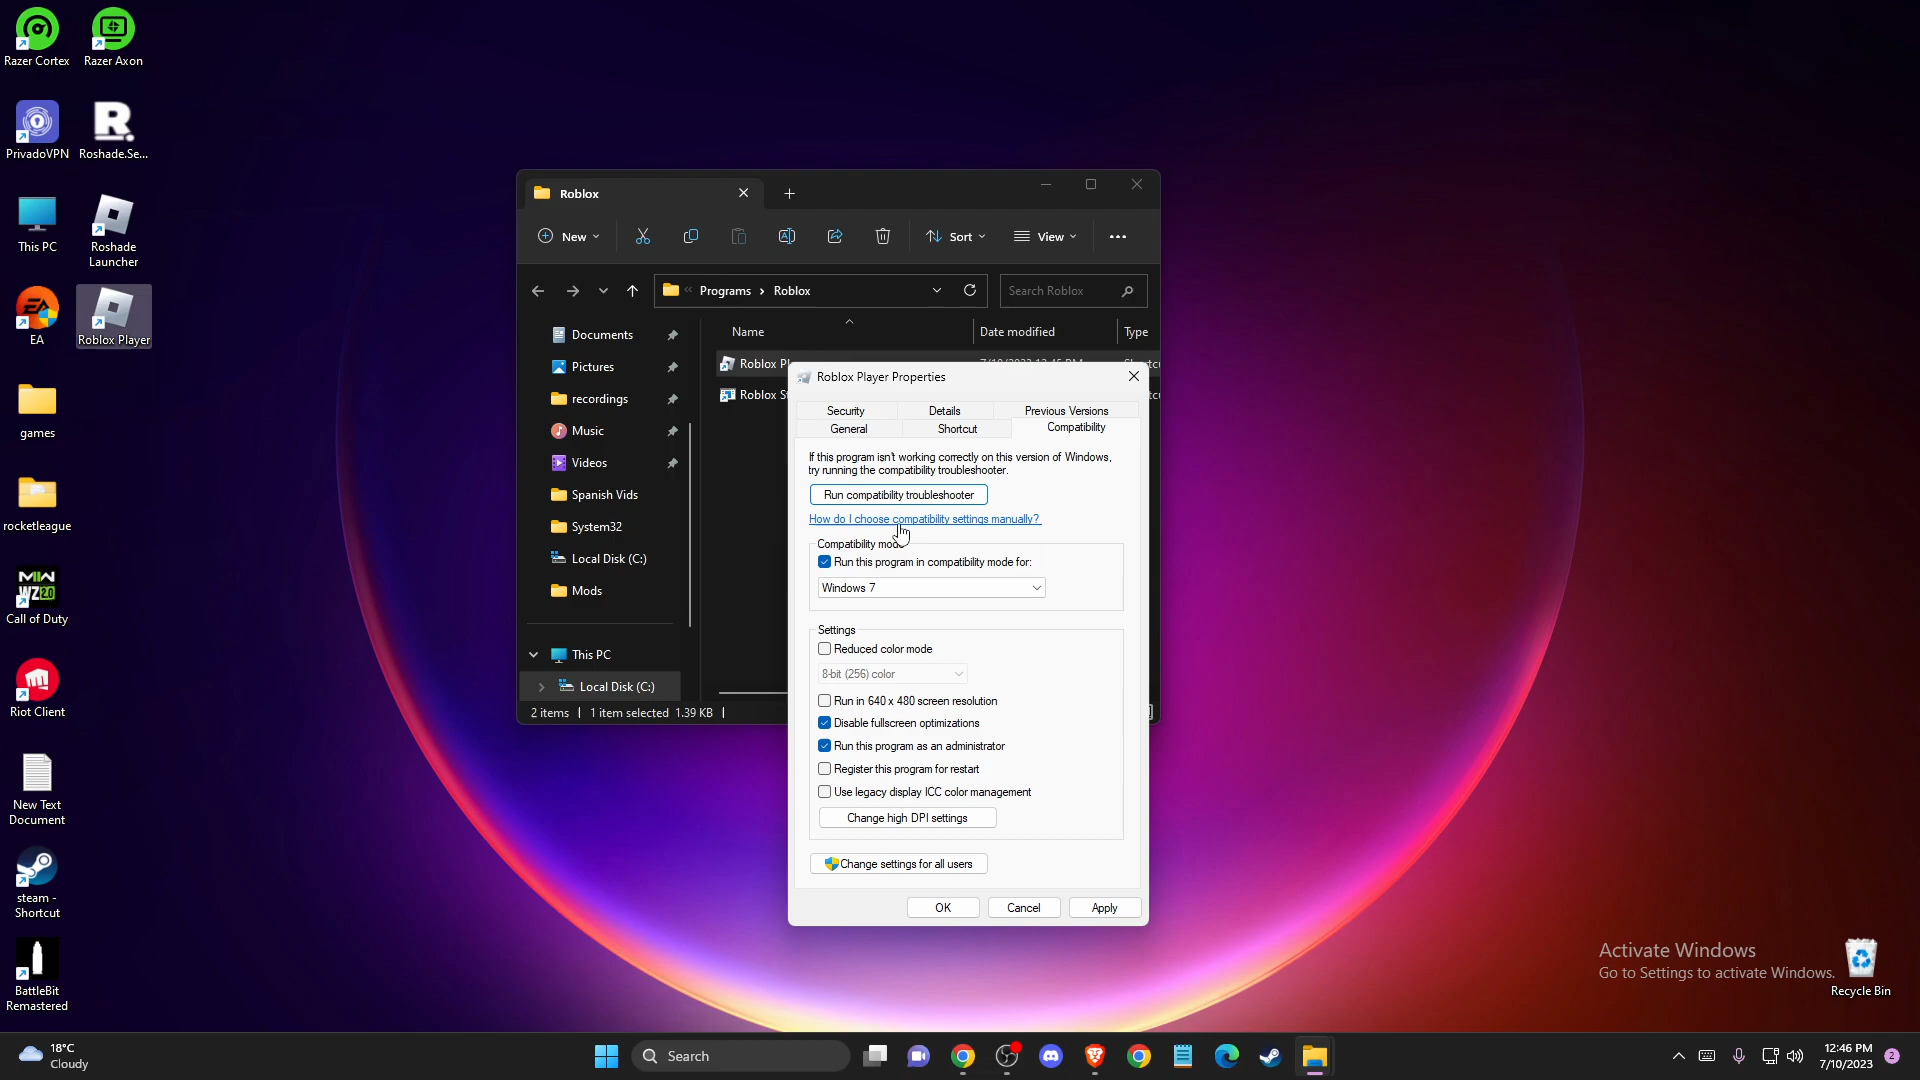 Razer Cortex
Razer Axon
PrivadoVPN
Roshade.Se...
This PC
Roshade
Launcher
EA
Roblox Player
games
rocketleague
MW
WZ2.0
Call of Duty
Riot Client
New Text
Document
steam -
Shortcut
BattleBit
Remastered
Roblox
New
Sort
View
Programs
Roblox
Search Roblox
Name
Date modified
Type
Documents
Pictures
recordings
Music
Videos
Spanish Vids
System32
Local Disk (C:)
Mods
This PC
Local Disk (C:)
Roblox Pl
Roblox St
2 items
1 item selected 1.39 KB
Roblox Player Properties
Security
Details
Previous Versions
General
Shortcut
Compatibility
If this program isn't working correctly on this version of Windows,
try running the compatibility troubleshooter.
Run compatibility troubleshooter
How do I choose compatibility settings manually?
Compatibility mode
Run this program in compatibility mode for:
Windows 7
Settings
Reduced color mode
8-bit (256) color
Run in 640 x 480 screen resolution
Disable fullscreen optimizations
Run this program as an administrator
Register this program for restart
Use legacy display ICC color management
Change high DPI settings
Change settings for all users
OK
Cancel
Apply
Activate Windows
Go to Settings to activate Windows.
Recycle Bin
18°C
Cloudy
Search
12:46 PM
7/10/2023
2